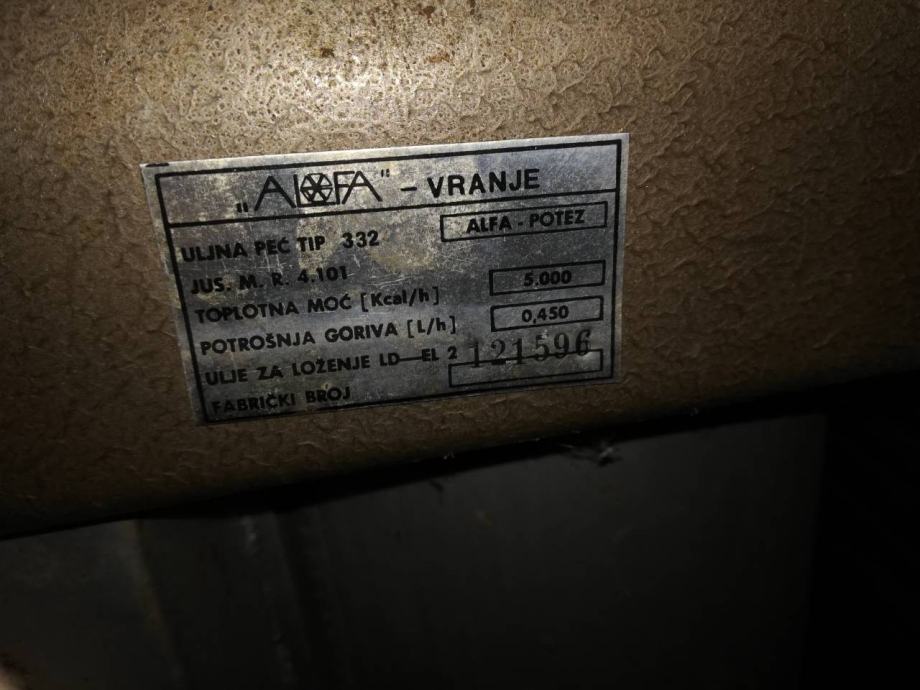 „ALFA" - VRANJE
ULJNA PEĆ TIP 332 ALFA - POTEZ
JUS. M. R. 4.101
TOPLOTNA MOĆ [Kcal/h] 5.000
POTROŠNJA GORIVA [L/h] 0,450
ULJE ZA LOŽENJE LD—EL 2
FABRIČKI BROJ 121596